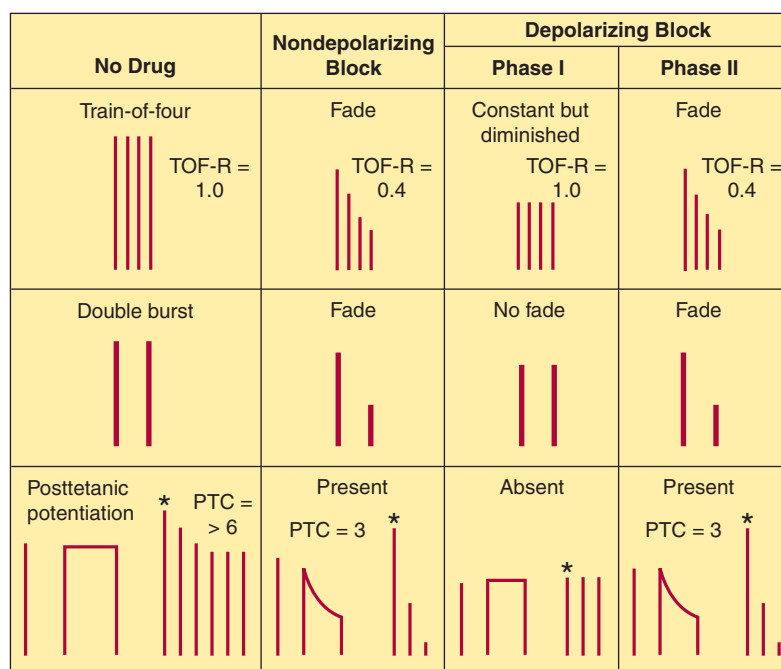 No Drug
Nondepolarizing
Block
Depolarizing Block
Phase I
Phase II
Train-of-four
TOF-R =
1.0
Fade
TOF-R =
0.4
Constant but
diminished
TOF-R =
1.0
Fade
TOF-R =
0.4
Double burst
Fade
No fade
Fade
Posttetanic
potentiation
* PTC =
> 6
Present
PTC = 3 *
Absent
*
Present
PTC = 3 *